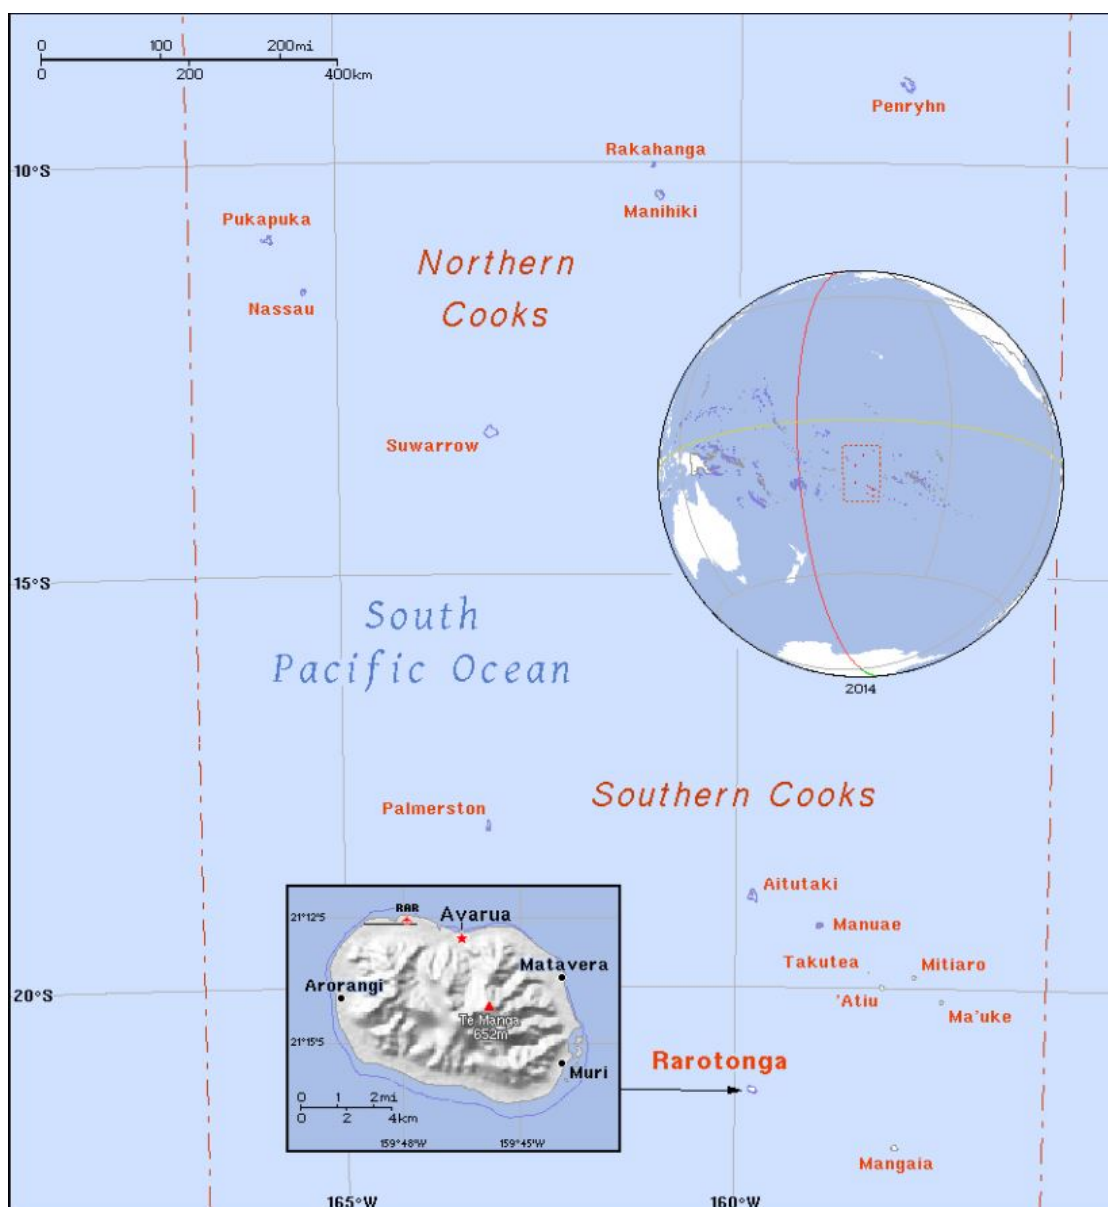 0 100 200mi
0 200 400km
Penryhn
Rakahanga
10°S
Manihiki
Pukapuka
Northern
Cooks
Nassau
Suwarrow
15°S
South
Pacific Ocean
2014
Southern Cooks
Palmerston
Aitutaki
Manuae
Takutea
Mitiaro
20°S
'Atiu
Ma'uke
Rarotonga
Mangaia
21°12'S
RAR
Avarua
Matavera
Arorangi
Te Manga
652m
21°15'S
Muri
0 1 2mi
0 2 4km
159°48'W
159°45'W
165°W
160°W